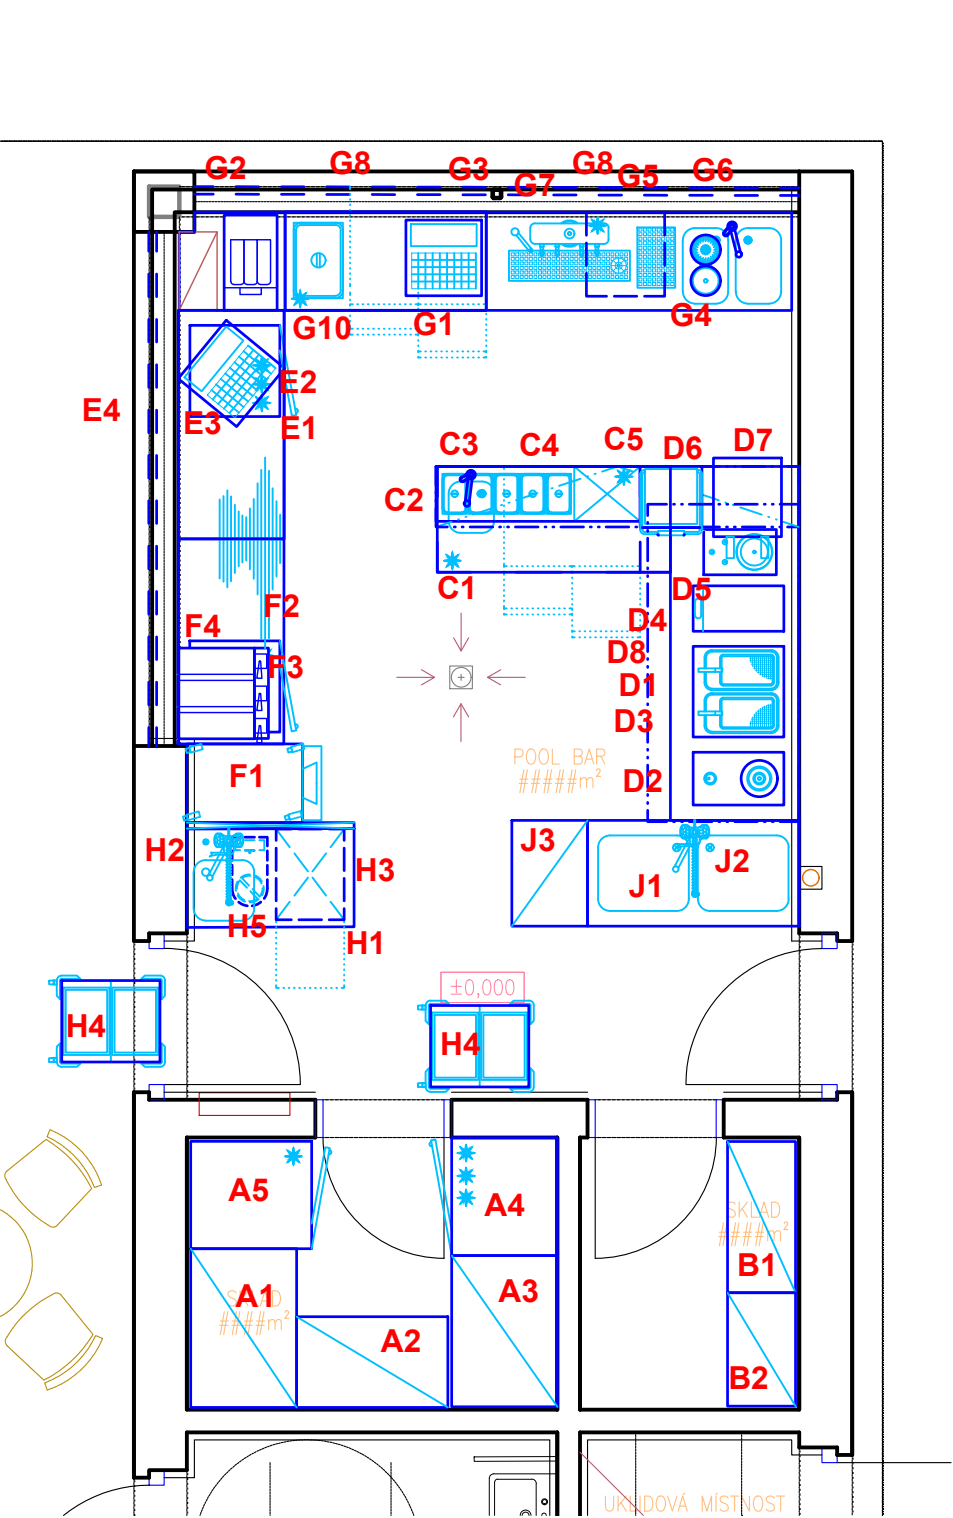 G2
G8
G3
G7
G8
G5
G6
G10
G1
G4
E4
E2
E3
E1
C3
C4
C5
D6
D7
C2
C1
D5
F2
F4
D4
F3
D8
D1
D3
POOL BAR
#####m²
D2
F1
H2
H3
J3
J1
J2
H5
H1
±0,000
H4
H4
A5
A4
SKLAD
####m²
B1
A1
SKLAD
####m²
A3
A2
B2
UKLIDOVÁ MÍSTNOST